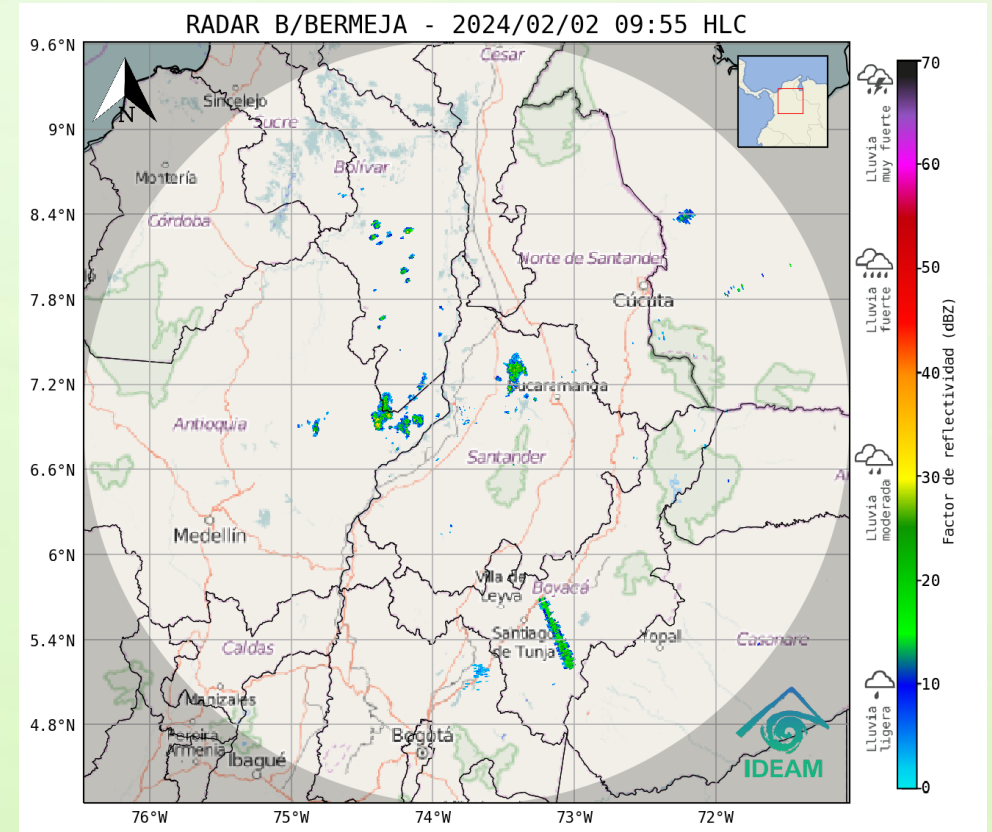 RADAR B/BERMEJA - 2024/02/02 09:55 HLC
9.6°N
9°N
8.4°N
7.8°N
7.2°N
6.6°N
6°N
5.4°N
4.8°N
76°W
75°W
74°W
73°W
72°W
N
Cesar
Sincelejo
Sucre
Montería
Bolívar
Córdoba
Norte de Santander
Cúcuta
Bucaramanga
Antioquia
Santander
Medellín
Villa de
Leyva
Boyacá
Santiago
de Tunja
Yopal
Casanare
Caldas
Manizales
Pereira
Armenia
Ibagué
Bogotá
IDEAM
70
60
50
40
30
20
10
0
Lluvia
muy fuerte
Lluvia
fuerte
Lluvia
moderada
Lluvia
ligera
Factor de reflectividad (dBZ)